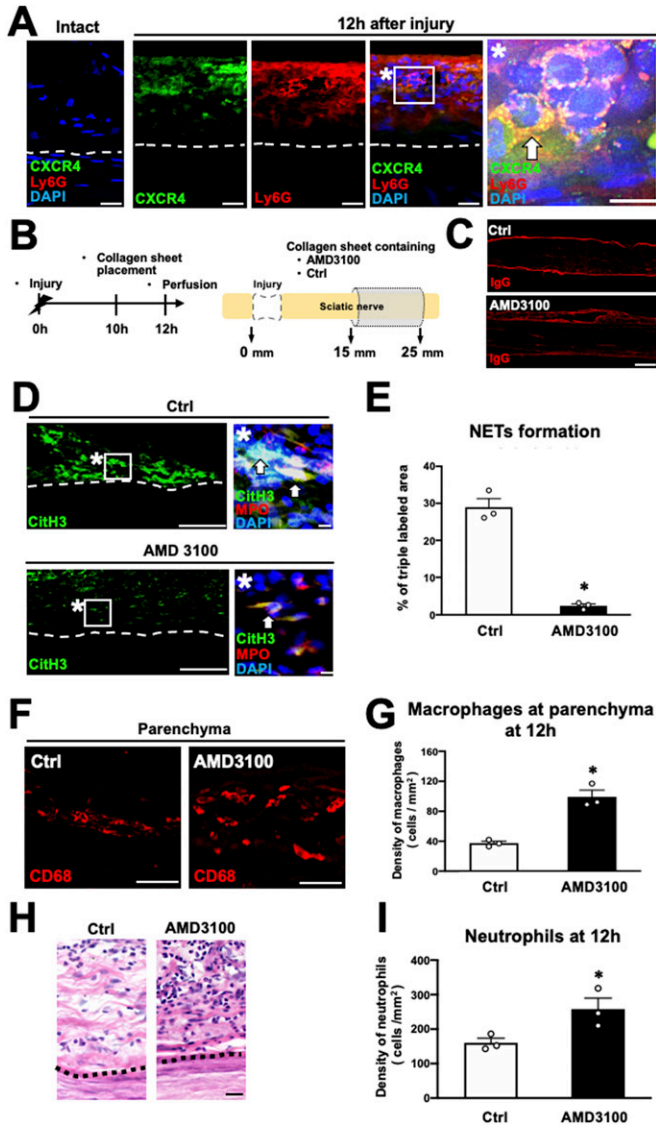 A
Intact
12h after injury
CXCR4
Ly6G
DAPI
CXCR4
Ly6G
*
CXCR4
Ly6G
DAPI
*
CXCR4
Ly6G
DAPI
B
• Injury
• Collagen sheet
placement
• Perfusion
0h
10h
12h
Collagen sheet containing
• AMD3100
• Ctrl
Injury
Sciatic nerve
0 mm
15 mm
25 mm
C
Ctrl
IgG
AMD3100
IgG
D
Ctrl
*
CitH3
*
CitH3
MPO
DAPI
AMD 3100
*
CitH3
*
CitH3
MPO
DAPI
E
NETs formation
% of triple labeled area
40
30
20
10
0
*
Ctrl
AMD3100
F
Parenchyma
Ctrl
CD68
AMD3100
CD68
G
Macrophages at parenchyma
at 12h
Density of macrophages
( cells / mm²)
160
120
80
40
0
*
Ctrl
AMD3100
H
Ctrl
AMD3100
I
Neutrophils at 12h
Density of neutrophils
( cells /mm²)
400
300
200
100
0
*
Ctrl
AMD3100